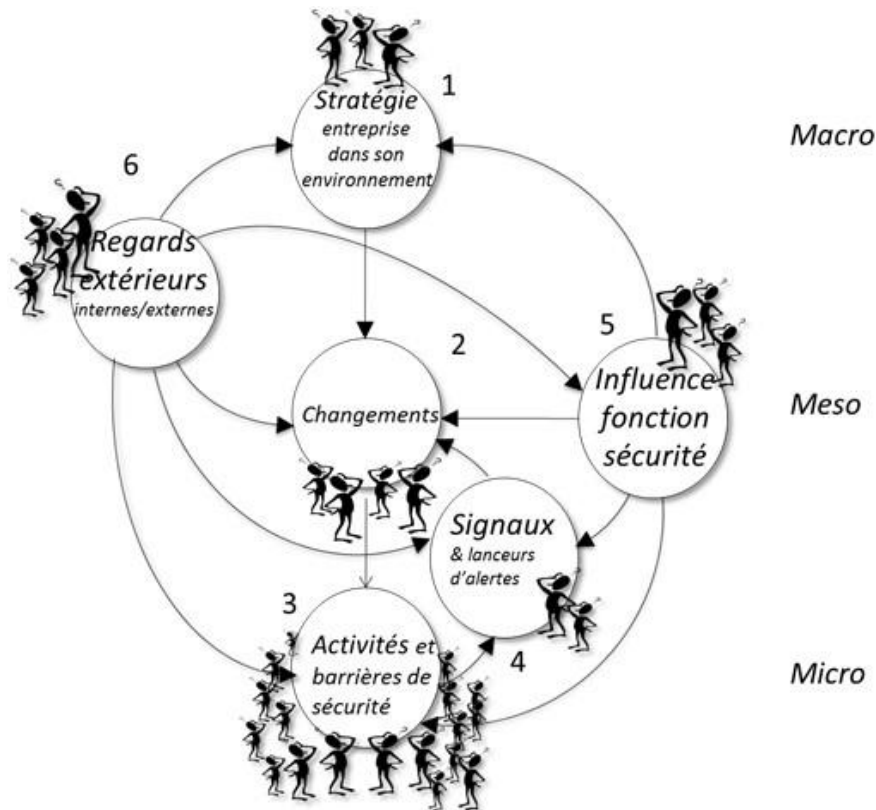 1
Stratégie
entreprise
dans son
environnement
Macro
6
Regards
extérieurs
internes/externes
2
Changements
5
Influence
fonction
sécurité
Meso
Signaux
& lanceurs
d'alertes
4
3
Activités et
barrières de
sécurité
Micro